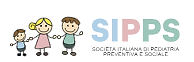 SIPPS
SOCIETÀ ITALIANA DI PEDIATRIA
PREVENTIVA E SOCIALE